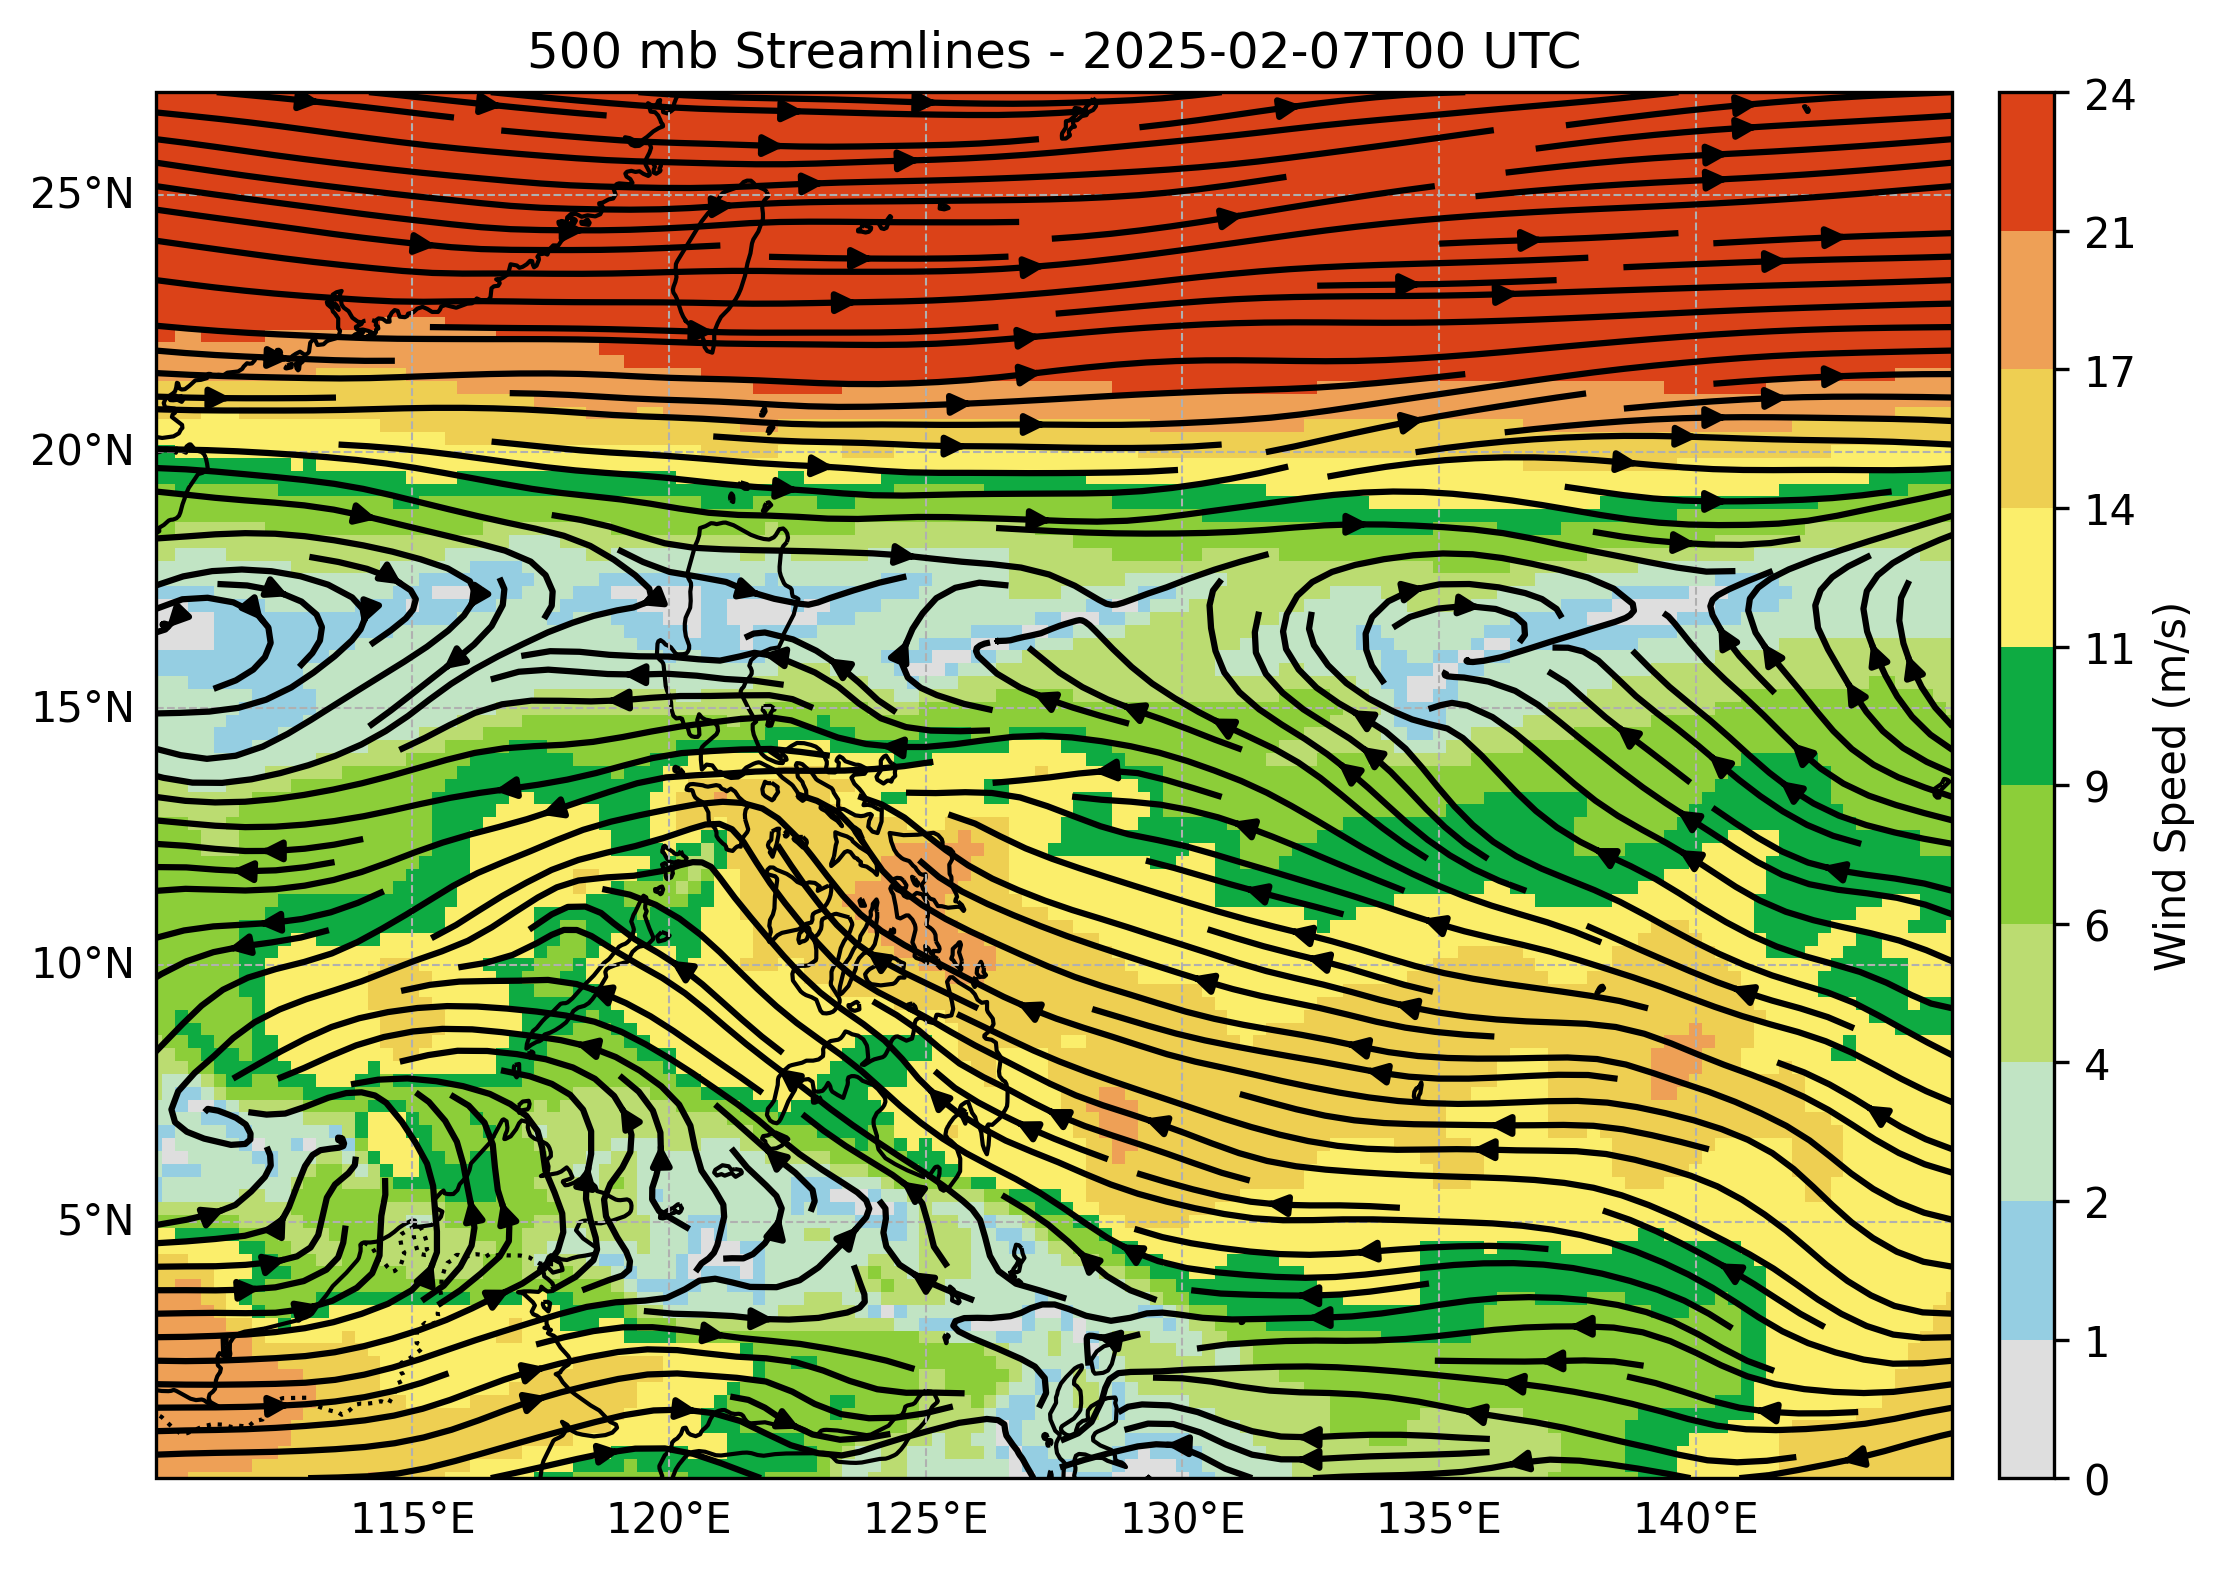 500 mb Streamlines - 2025-02-07T00 UTC
25°N
20°N
15°N
10°N
5°N
115°E
120°E
125°E
130°E
135°E
140°E
24
21
17
14
11
9
6
4
2
1
0
Wind Speed (m/s)